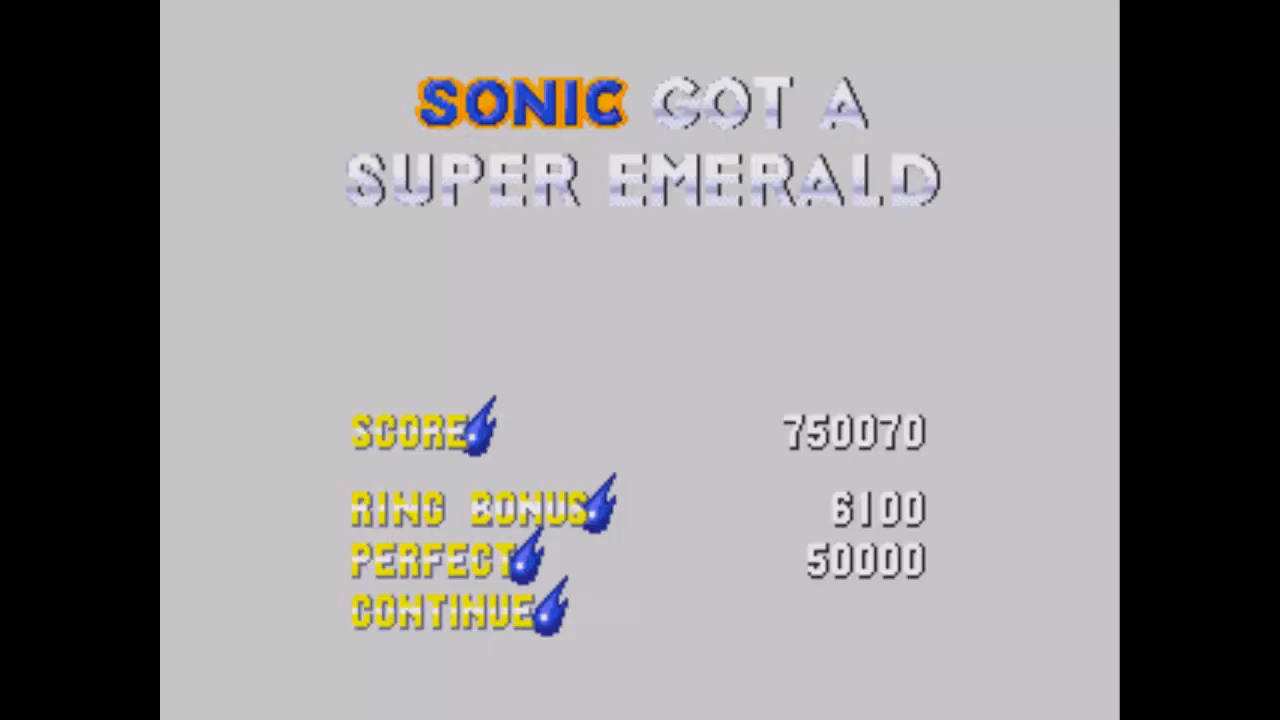 SONIC GOT A
SUPER EMERALD
SCORE 750070
RING BONUS 6100
PERFECT 50000
CONTINUE